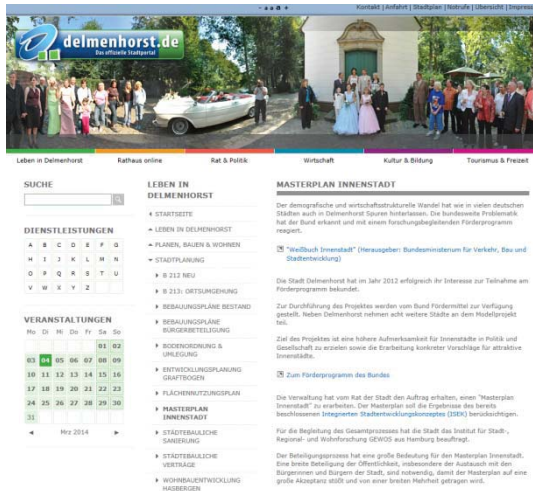 - a a a +
Kontakt | Anfahrt | Stadtplan | Notrufe | Übersicht | Impress
delmenhorst.de
Das offizielle Stadtportal
Leben in Delmenhorst
Rathaus online
Rat & Politik
Wirtschaft
Kultur & Bildung
Tourismus & Freizeit
SUCHE
DIENSTLEISTUNGEN
A B C D E F G
H I J K L M N
O P Q R S T U
V W X Y Z
VERANSTALTUNGEN
Mo Di Mi Do Fr Sa So
01 02
03 04 05 06 07 08 09
10 11 12 13 14 15 16
17 18 19 20 21 22 23
24 25 26 27 28 29 30
31
◄ Mrz 2014 ►
LEBEN IN
DELMENHORST
STARTSEITE
LEBEN IN DELMENHORST
PLANEN, BAUEN & WOHNEN
STADTPLANUNG
B 212 NEU
B 213: ORTSUMGEHUNG
BEBAUUNGSPLÄNE BESTAND
BEBAUUNGSPLÄNE
BÜRGERBETEILIGUNG
BODENORDNUNG &
UMLEGUNG
ENTWICKLUNGSPLANUNG
GRAFTBOGEN
FLÄCHENNUTZUNGSPLAN
MASTERPLAN
INNENSTADT
STÄDTEBAULICHE
SANIERUNG
STÄDTEBAULICHE
VERTRÄGE
WOHNBAUENTWICKLUNG
HASBERGEN
MASTERPLAN INNENSTADT
Der demografische und wirtschaftsstrukturelle Wandel hat wie in vielen deutschen
Städten auch in Delmenhorst Spuren hinterlassen. Die bundesweite Problematik
hat der Bund erkannt und mit einem forschungsbegleitenden Förderprogramm
reagiert.
"Weißbuch Innenstadt" (Herausgeber: Bundesministerium für Verkehr, Bau und
Stadtentwicklung)
Die Stadt Delmenhorst hat im Jahr 2012 erfolgreich ihr Interesse zur Teilnahme am
Förderprogramm bekundet.
Zur Durchführung des Projektes werden vom Bund Fördermittel zur Verfügung
gestellt. Neben Delmenhorst nehmen acht weitere Städte an dem Modellprojekt
teil.
Ziel des Projektes ist eine höhere Aufmerksamkeit für Innenstädte in Politik und
Gesellschaft zu erzielen sowie die Erarbeitung konkreter Vorschläge für attraktive
Innenstädte.
Zum Förderprogramm des Bundes
Die Verwaltung hat vom Rat der Stadt den Auftrag erhalten, einen "Masterplan
Innenstadt" zu erarbeiten. Der Masterplan soll die Ergebnisse des bereits
beschlossenen Integrierten Stadtentwicklungskonzeptes (ISEK) berücksichtigen.
Für die Begleitung des Gesamtprozesses hat die Stadt das Institut für Stadt-,
Regional- und Wohnforschung GEWOS aus Hamburg beauftragt.
Der Beteiligungsprozess hat eine große Bedeutung für den Masterplan Innenstadt.
Eine breite Beteiligung der Öffentlichkeit, insbesondere der Austausch mit den
Bürgerinnen und Bürgern der Stadt, sind notwendig, damit der Masterplan auf eine
große Akzeptanz stößt und von einer breiten Mehrheit getragen wird.